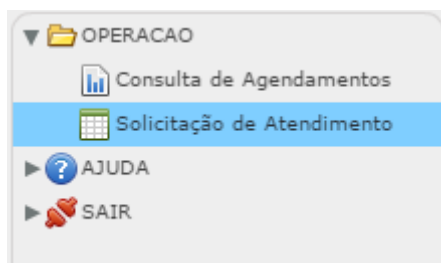 OPERACAO
Consulta de Agendamentos
Solicitação de Atendimento
AJUDA
SAIR